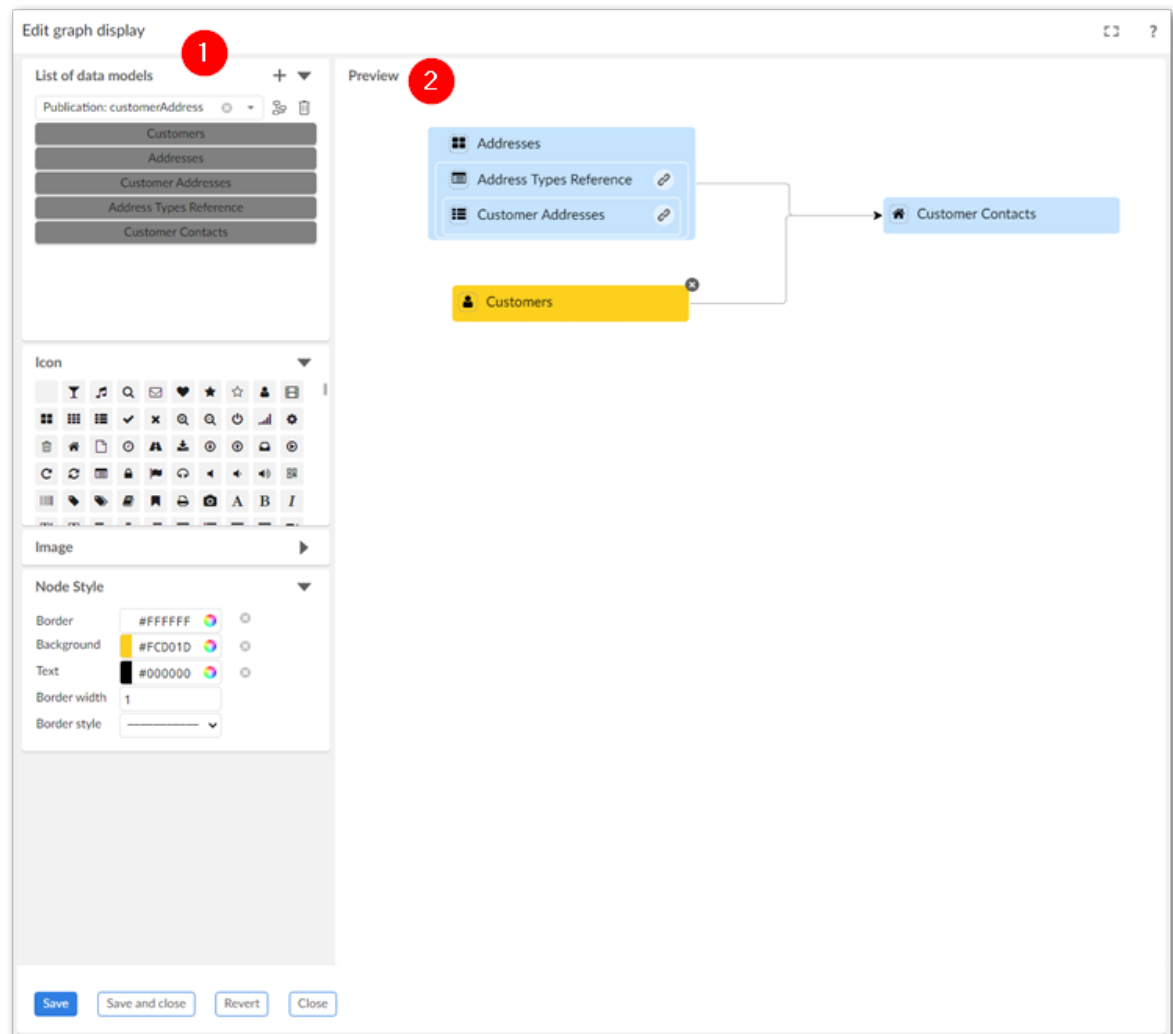 Edit graph display
?
1
List of data models
+
Publication: customerAddress
Customers
Addresses
Customer Addresses
Address Types Reference
Customer Contacts
Icon
A B I
Image
Node Style
Border #FFFFFF
Background #FCD01D
Text #000000
Border width 1
Border style
Preview
2
Addresses
Address Types Reference
Customer Addresses
Customer Contacts
Customers
Save Save and close Revert Close